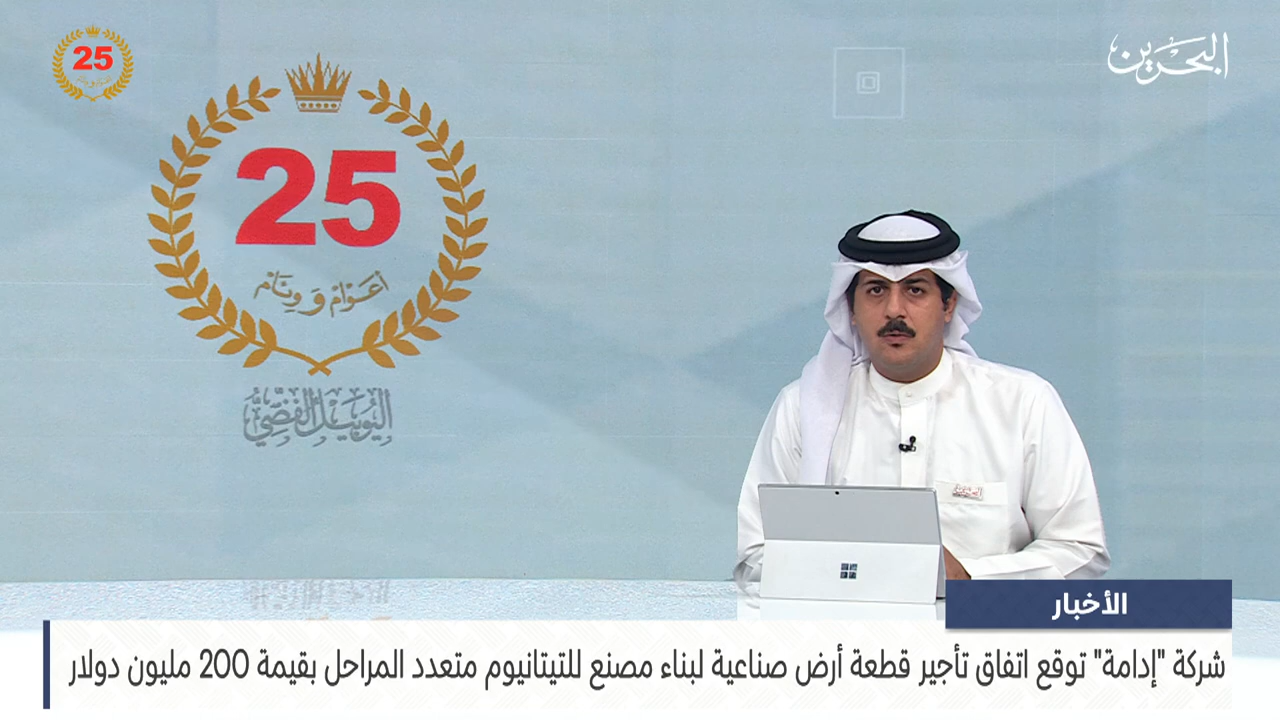 25
البحرين
25
أعوام و وئام
اليوبيل الفضي
الأخبار
شركة "إدامة" توقع اتفاق تأجير قطعة أرض صناعية لبناء مصنع للتيتانيوم متعدد المراحل بقيمة 200 مليون دولار